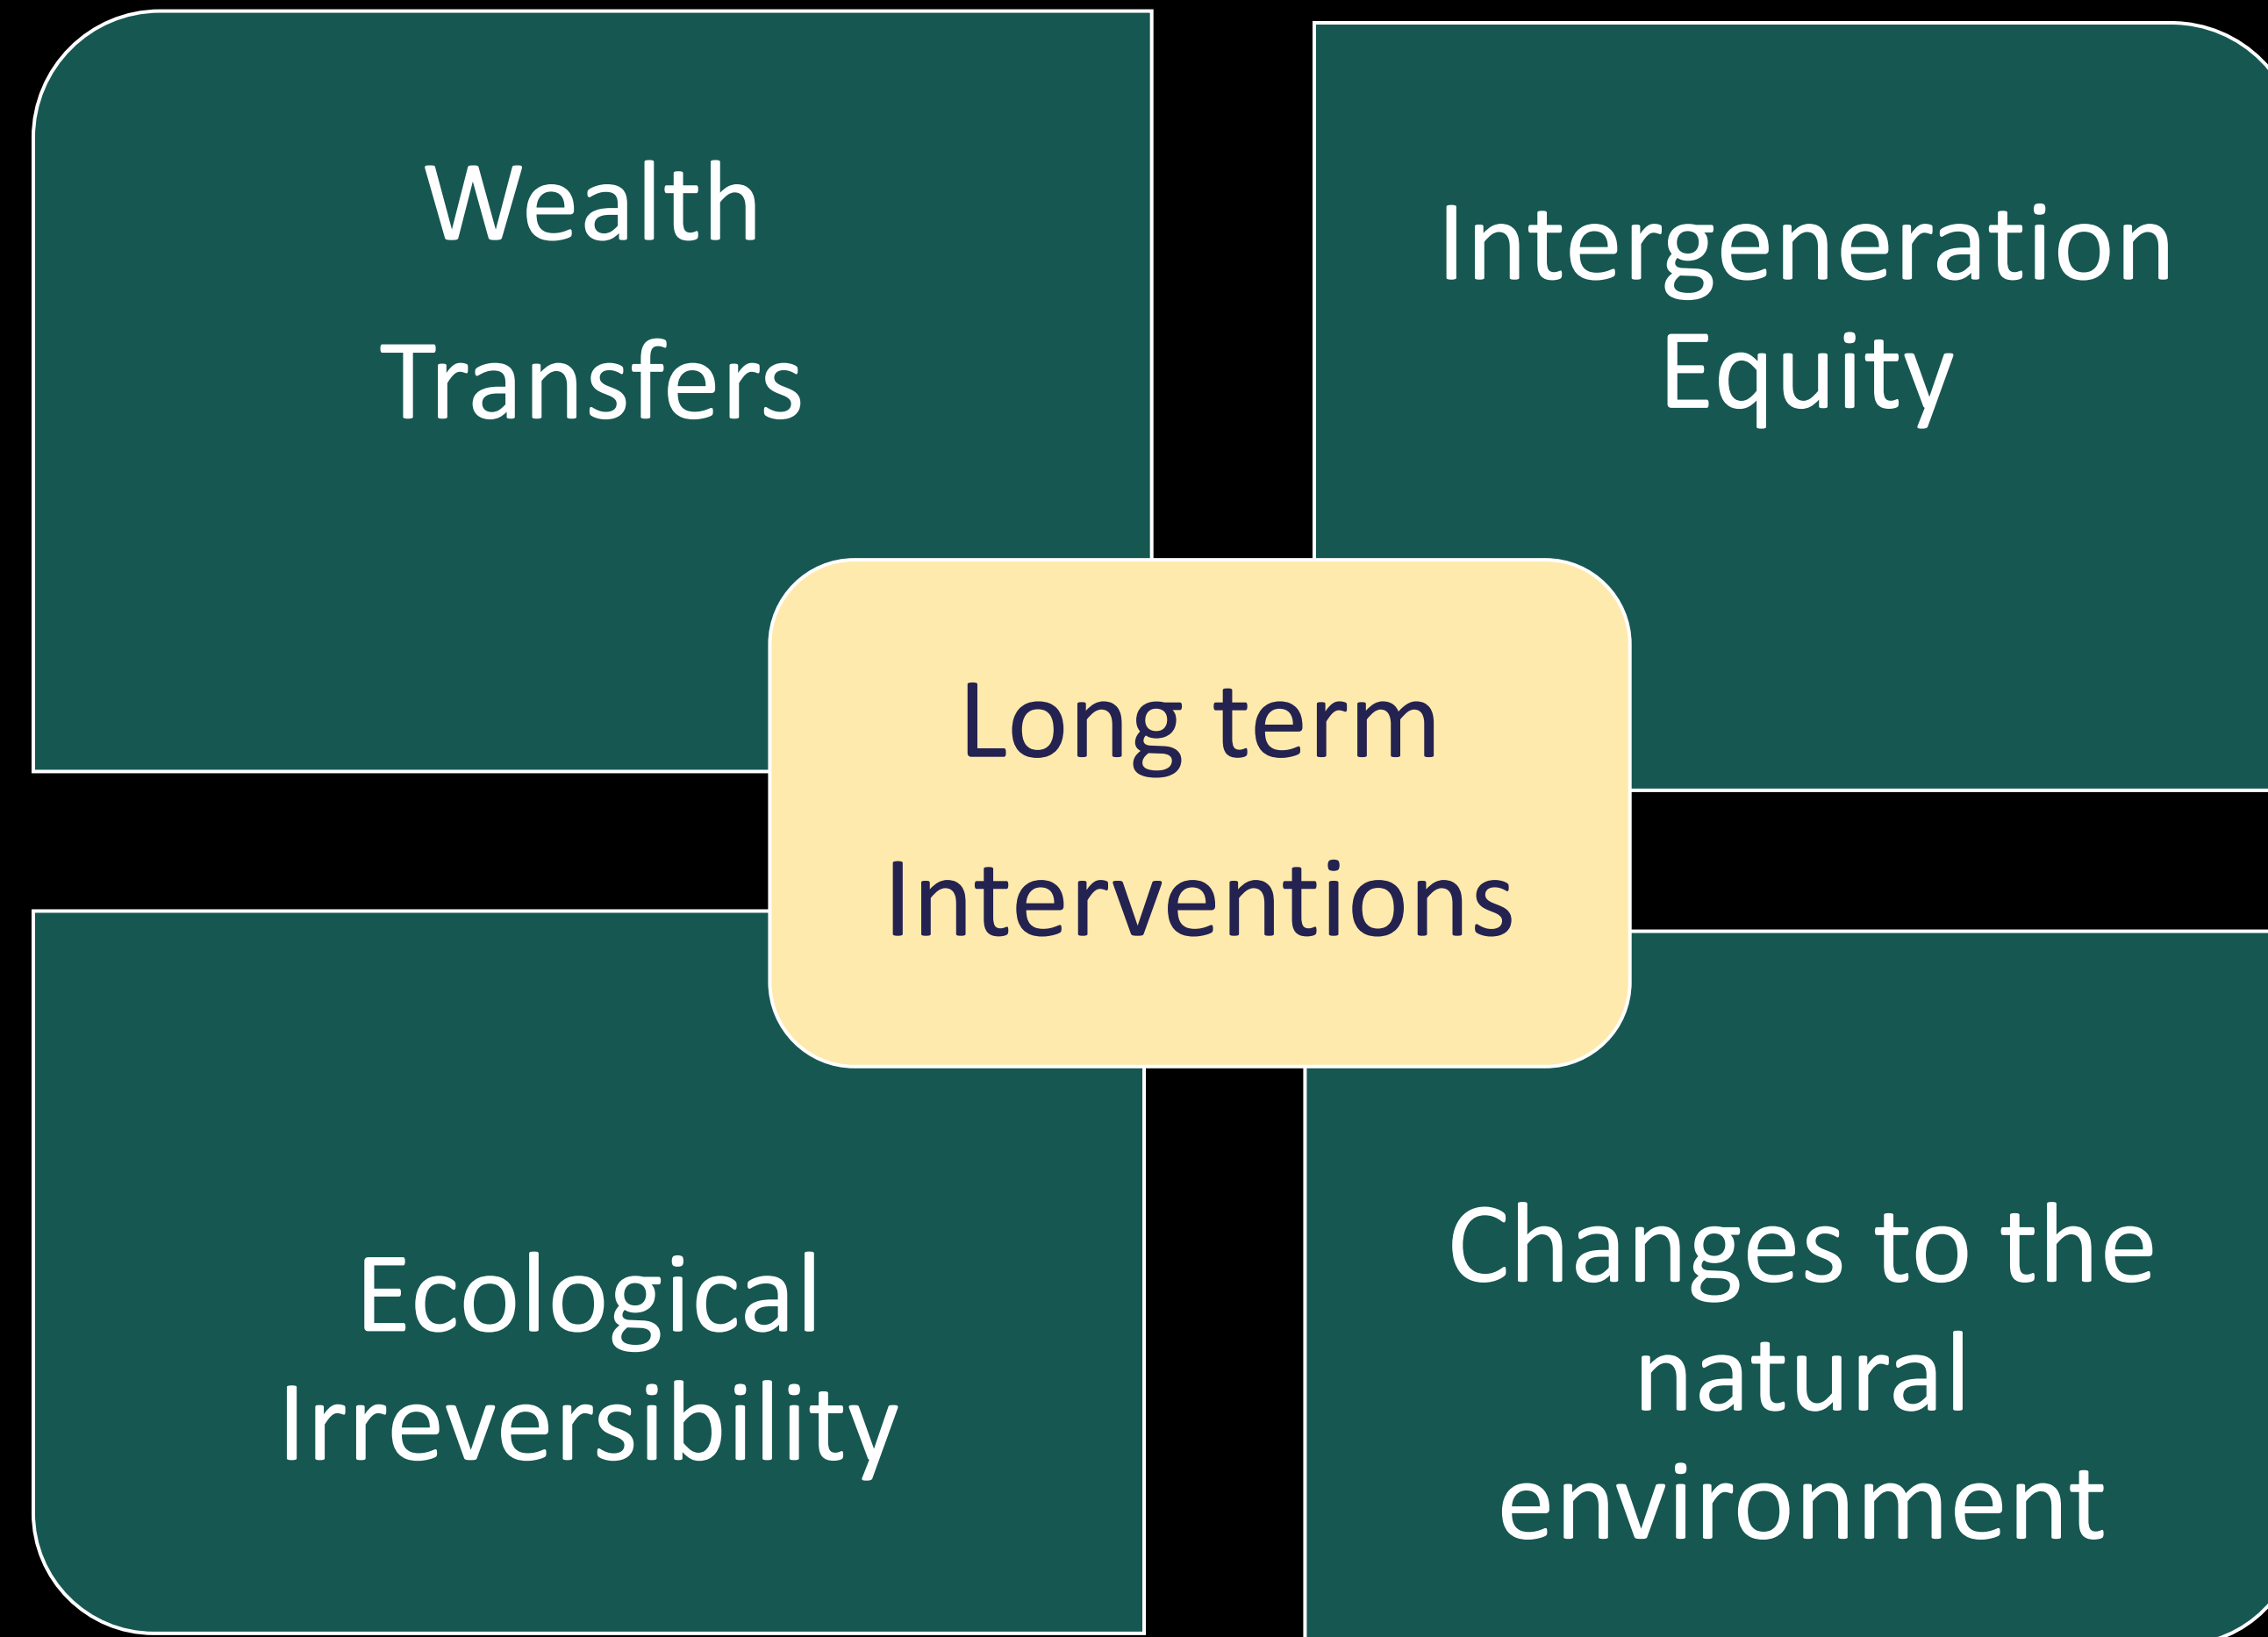 Wealth
Transfers
Intergeneration
Equity
Long term
Interventions
Ecological
Irreversibility
Changes to the
natural
environment